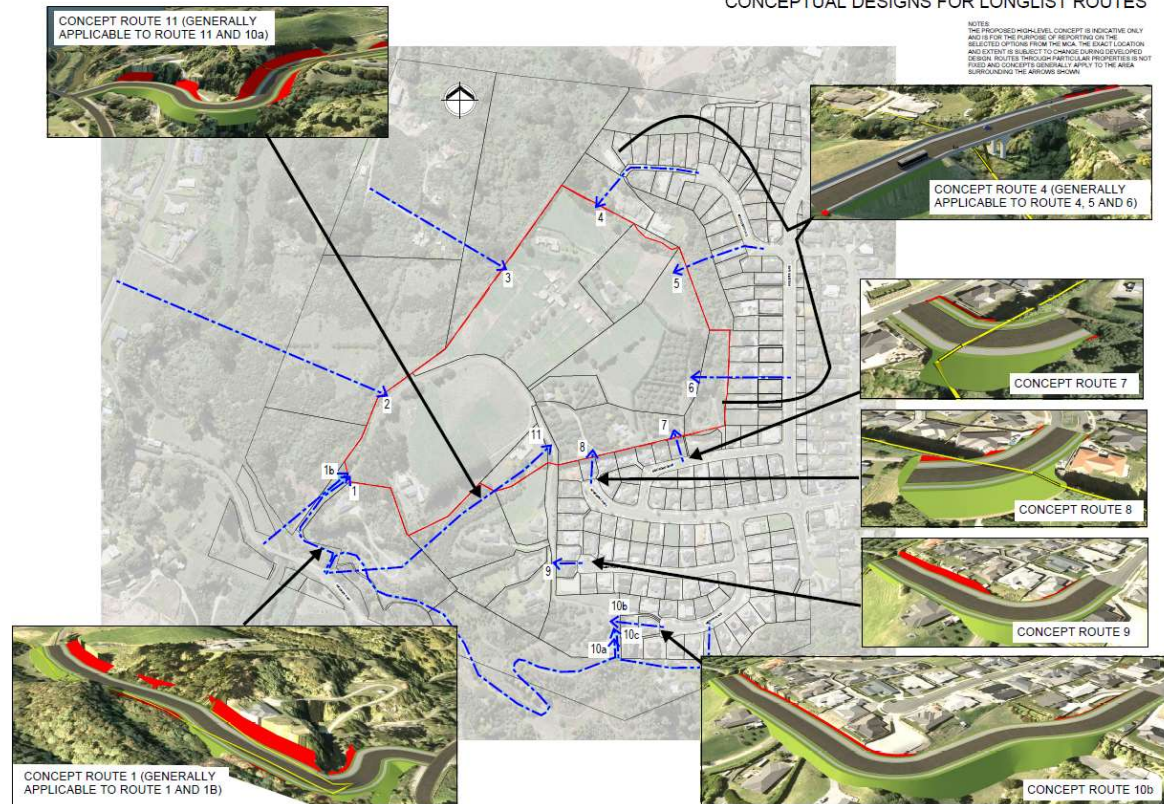 CONCEPTUAL DESIGNS FOR LONGLIST ROUTES
NOTES:
THE PROPOSED HIGH-LEVEL CONCEPT IS INDICATIVE ONLY
AND IS FOR THE PURPOSE OF REPORTING ON THE
SELECTED OPTIONS FROM THE MCA. THE EXACT LOCATION
AND EXTENT IS SUBJECT TO CHANGE DURING DEVELOPED
DESIGN. ROUTES THROUGH PARTICULAR PROPERTIES IS NOT
FIXED AND CONCEPTS GENERALLY APPLY TO THE AREA
SURROUNDING THE ARROWS SHOWN
CONCEPT ROUTE 11 (GENERALLY
APPLICABLE TO ROUTE 11 AND 10a)
CONCEPT ROUTE 4 (GENERALLY
APPLICABLE TO ROUTE 4, 5 AND 6)
4
3
5
CONCEPT ROUTE 7
6
2
7
11
8
1b
1
CONCEPT ROUTE 8
9
10b
10c
10a
CONCEPT ROUTE 9
CONCEPT ROUTE 1 (GENERALLY
APPLICABLE TO ROUTE 1 AND 1B)
CONCEPT ROUTE 10b